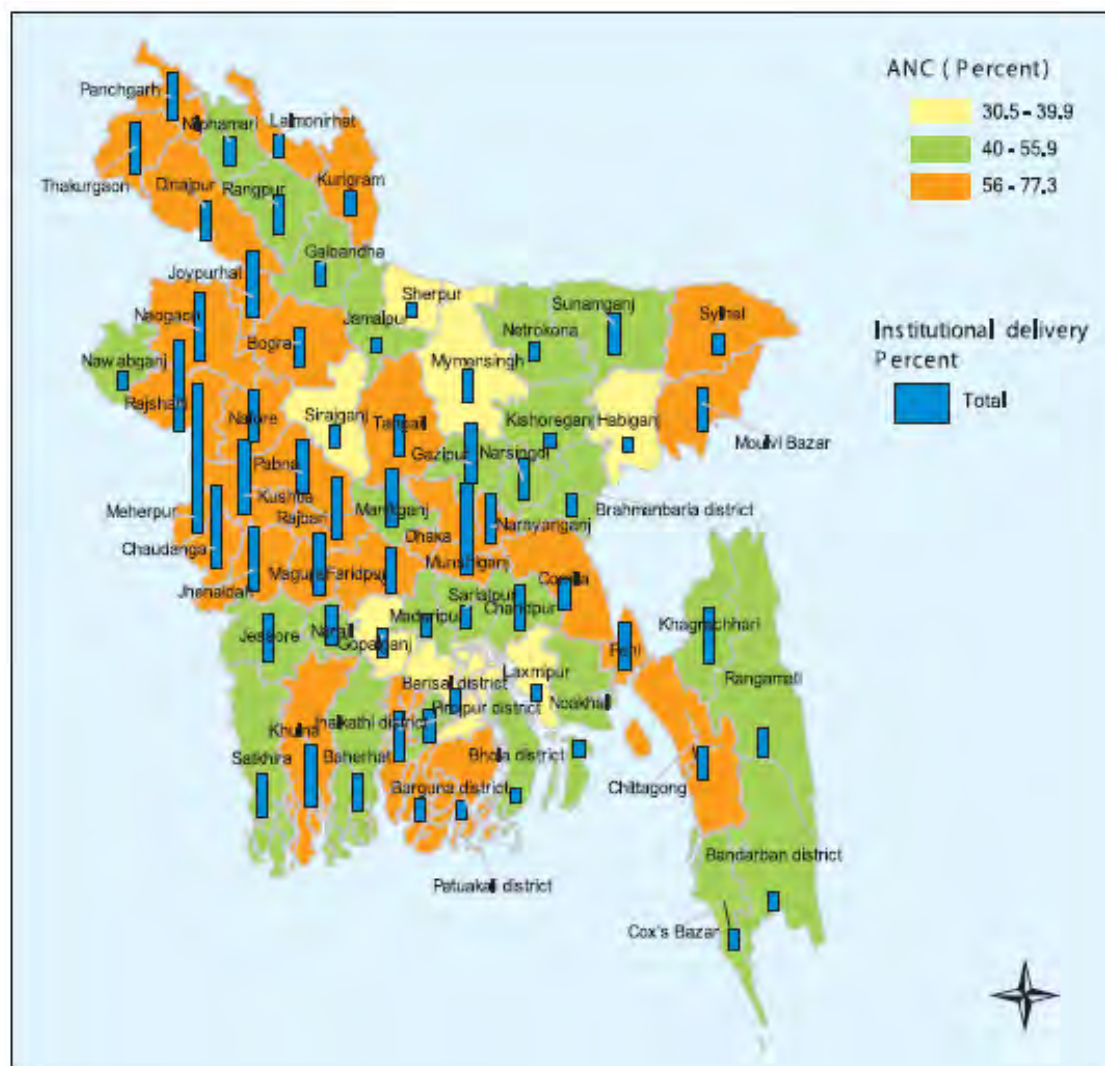 ANC ( Percent)
30.5 - 39.9
40 - 55.9
56 - 77.3
Institutional delivery
Percent
Total
Panchgarh
Lalmonirhat
Thakurgaon
Dinajpur
Rangpur
Kurigram
Gaibandha
Joypurhat
Sherpur
Jamalpur
Sunamganj
Netrokona
Sylhet
Naogaon
Bogra
Nawabganj
Mymensingh
Rajshahi
Natore
Sirajganj
Tangail
Kishoreganj
Habiganj
Moulvi Bazar
Gazipur
Narsingdi
Pabna
Kushtia
Meherpur
Rajbari
Manikganj
Brahmanbaria district
Dhaka
Narayanganj
Chaudanga
Munshiganj
Jhenaidah
Magura
Faridpur
Comilla
Sariatpur
Chandpur
Madaripur
Khagrachhari
Jessore
Narail
Gopalganj
Feni
Laxmipur
Rangamati
Barisal district
Noakhali
Pirojpur district
Khulna
Satkhira
Baherhat
Bhola district
Chittagong
Barguna district
Bandarban district
Patuakali district
Cox's Bazar